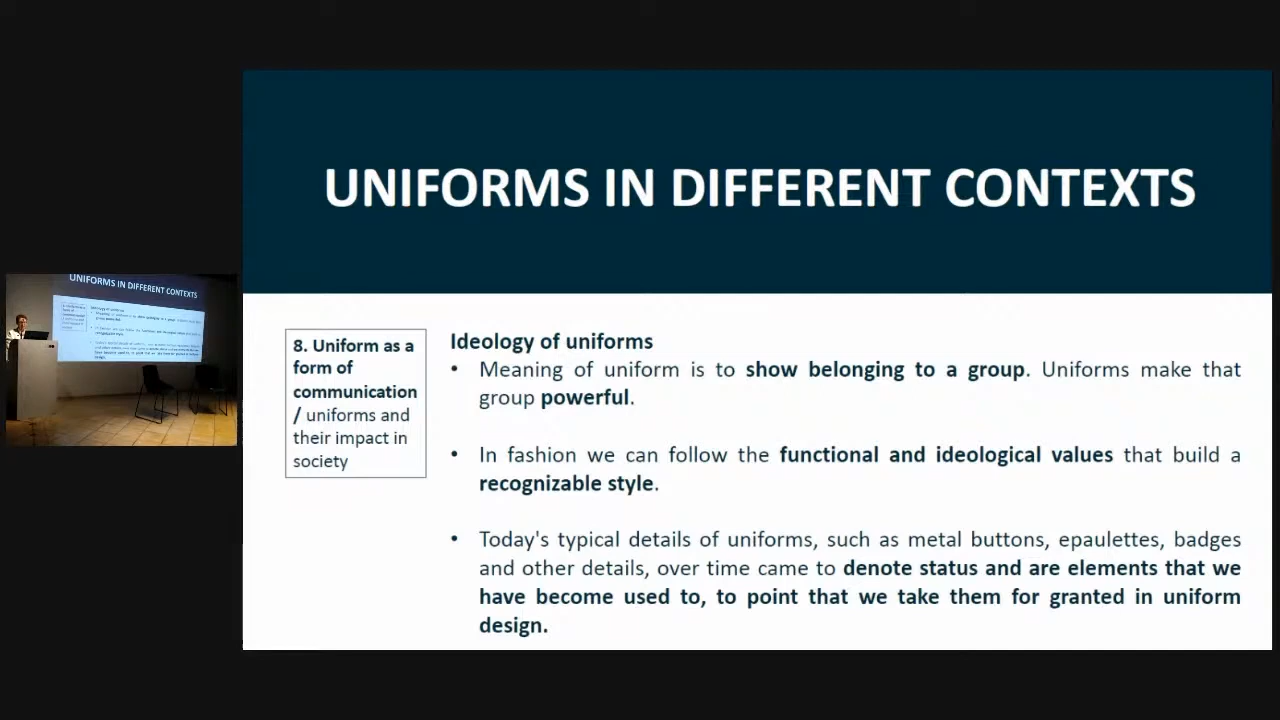 UNIFORMS IN DIFFERENT CONTEXTS
8. Uniform as a
form of
communication
/ uniforms and
their impact in
society
Ideology of uniforms
• Meaning of uniform is to show belonging to a group. Uniforms make that
group powerful.
• In fashion we can follow the functional and ideological values that build a
recognizable style.
• Today's typical details of uniforms, such as metal buttons, epaulettes, badges
and other details, over time came to denote status and are elements that we
have become used to, to point that we take them for granted in uniform
design.
UNIFORMS IN DIFFERENT CONTEXTS